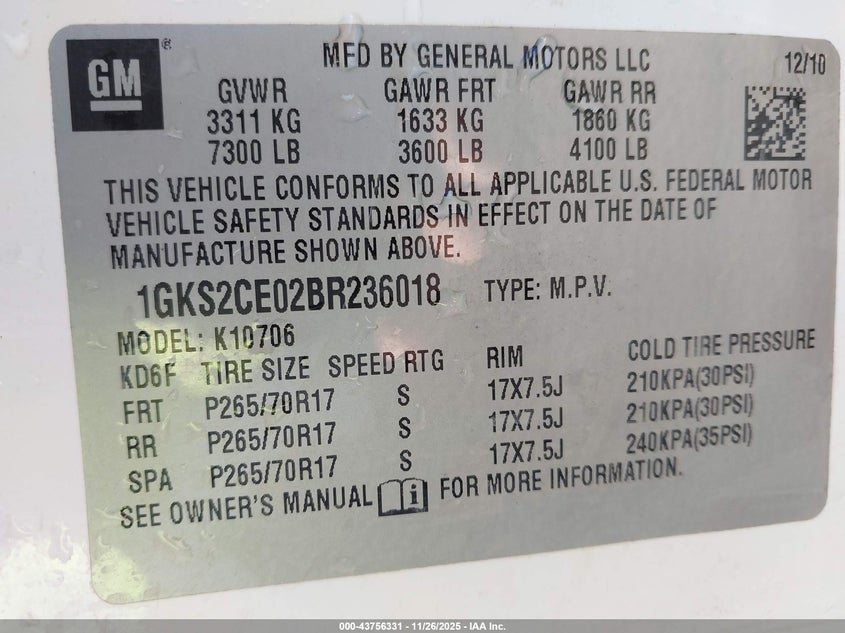 GM ®
MFD BY GENERAL MOTORS LLC 12/10
GVWR GAWR FRT GAWR RR
3311 KG 1633 KG 1860 KG
7300 LB 3600 LB 4100 LB
THIS VEHICLE CONFORMS TO ALL APPLICABLE U.S. FEDERAL MOTOR
VEHICLE SAFETY STANDARDS IN EFFECT ON THE DATE OF
MANUFACTURE SHOWN ABOVE.
1GKS2CE02BR236018 TYPE: M.P.V.
MODEL: K10706
KD6F TIRE SIZE SPEED RTG RIM COLD TIRE PRESSURE
FRT P265/70R17 S 17X7.5J 210KPA(30PSI)
RR P265/70R17 S 17X7.5J 210KPA(30PSI)
SPA P265/70R17 S 17X7.5J 240KPA(35PSI)
SEE OWNER'S MANUAL i FOR MORE INFORMATION.
000-43756331 - 11/26/2025 - IAA Inc.